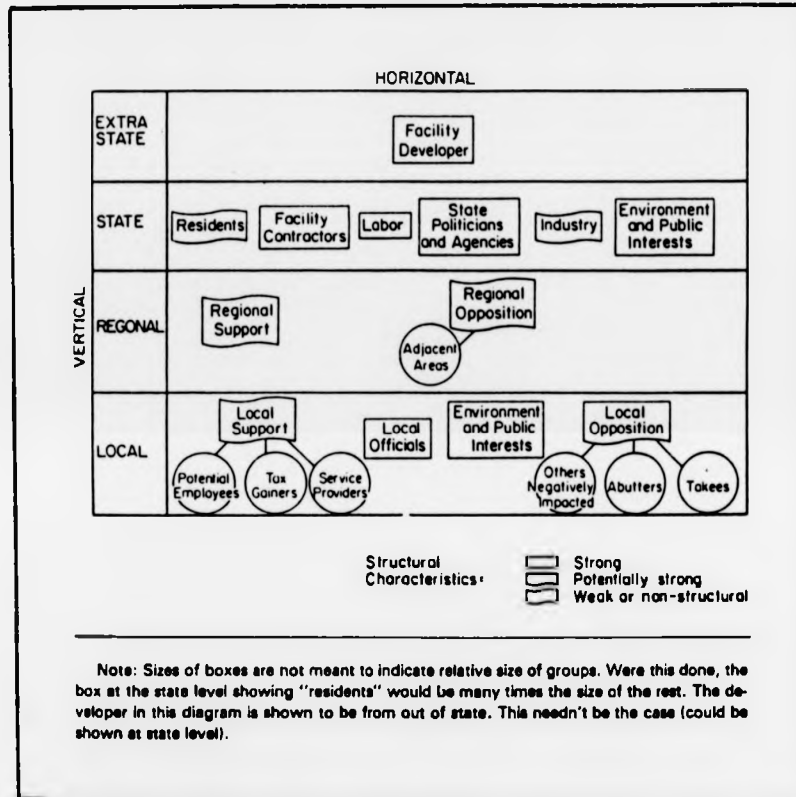 HORIZONTAL
VERTICAL
EXTRA
STATE
Facility
Developer
STATE
Residents
Facility
Contractors
Labor
State
Politicians
and Agencies
Industry
Environment
and Public
Interests
REGONAL
Regional
Support
Regional
Opposition
Adjacent
Areas
LOCAL
Local
Support
Local
Officials
Environment
and Public
Interests
Local
Opposition
Potential
Employees
Tax
Gainers
Service
Providers
Others
Negatively
Impacted
Abutters
Takees
Structural
Characteristics:
Strong
Potentially strong
Weak or non-structural
Note: Sizes of boxes are not meant to indicate relative size of groups. Were this done, the
box at the state level showing "residents" would be many times the size of the rest. The de-
veloper in this diagram is shown to be from out of state. This needn't be the case (could be
shown at state level).